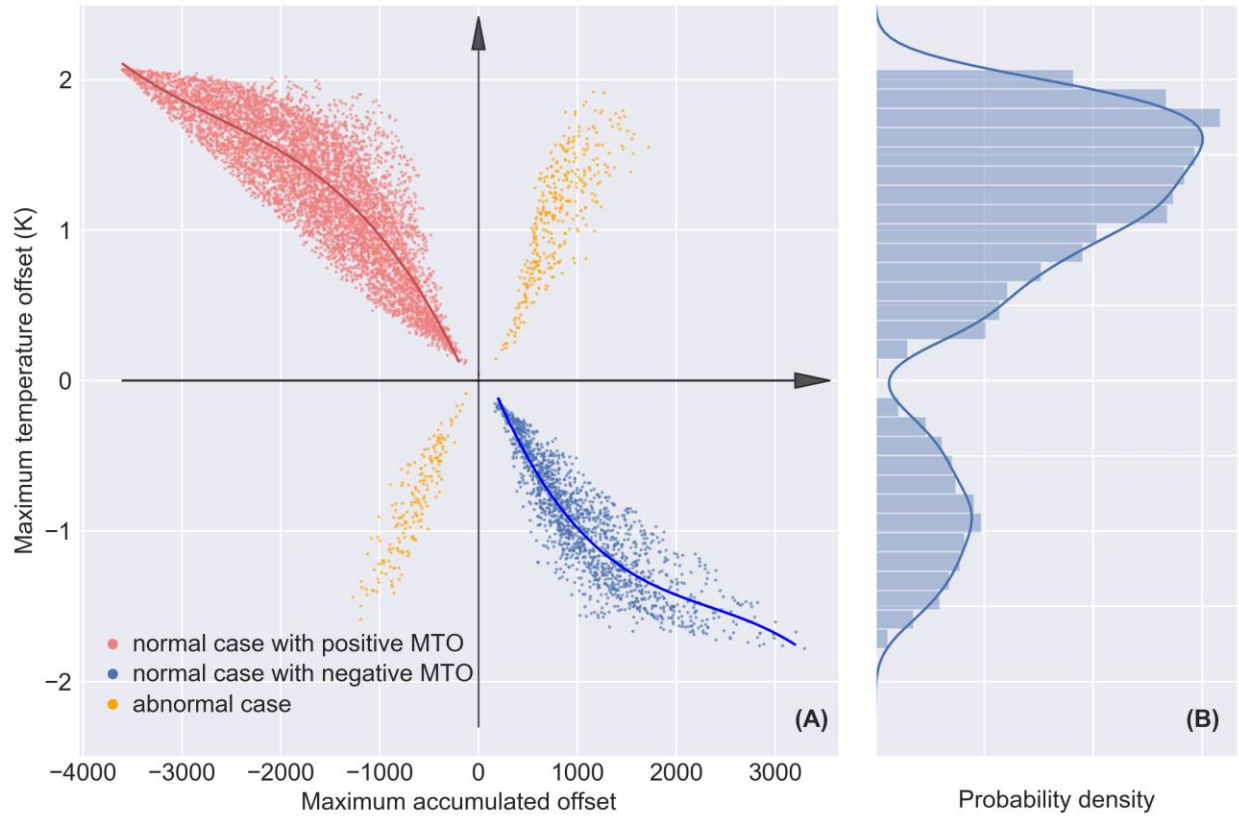 Maximum temperature offset (K)
2
1
0
−1
−2
normal case with positive MTO
normal case with negative MTO
abnormal case
(A)
−4000 −3000 −2000 −1000 0 1000 2000 3000
Maximum accumulated offset
(B)
Probability density